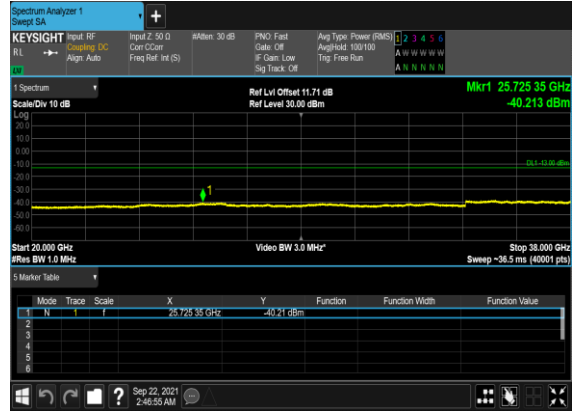 Spectrum Analyzer 1
Swept SA
KEYSIGHT Input: RF Input Z: 50 Ω #Atten: 30 dB PNO: Fast Avg Type: Power (RMS) 1 2 3 4 5 6
RL Coupling: DC Corr CCorr Gate: Off Avg|Hold: 100/100 A W W W W W
Align: Auto Freq Ref: Int (S) IF Gain: Low Trig: Free Run
Sig Track: Off A N N N N N
1 Spectrum Ref Lvl Offset 11.71 dB Mkr1 25.725 35 GHz
Scale/Div 10 dB Ref Level 30.00 dBm -40.213 dBm
Log
20.0
10.0
0.00
-10.0
DL1 -13.00 dBm
-20.0
-30.0
1
-40.0
-50.0
-60.0
Start 20.000 GHz Video BW 3.0 MHz* Stop 38.000 GHz
#Res BW 1.0 MHz Sweep ~36.5 ms (40001 pts)
5 Marker Table
Mode Trace Scale X Y Function Function Width Function Value
1 N 1 f 25.725 35 GHz -40.21 dBm
2
3
4
5
6
? Sep 22, 2021
2:46:55 AM